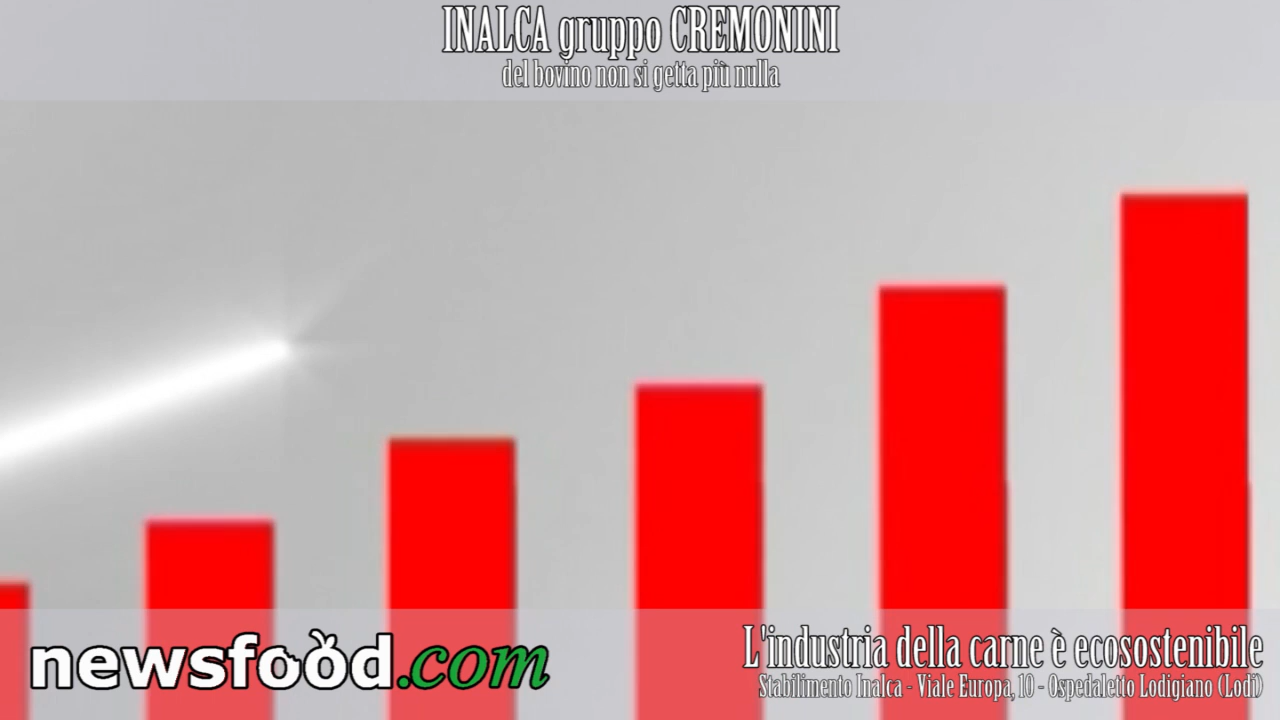 INALCA gruppo CREMONINI
del bovino non si getta più nulla
newsfood.com
L'industria della carne è ecosostenibile
Stabilimento Inalca - Viale Europa, 10 - Ospedaletto Lodigiano (Lodi)